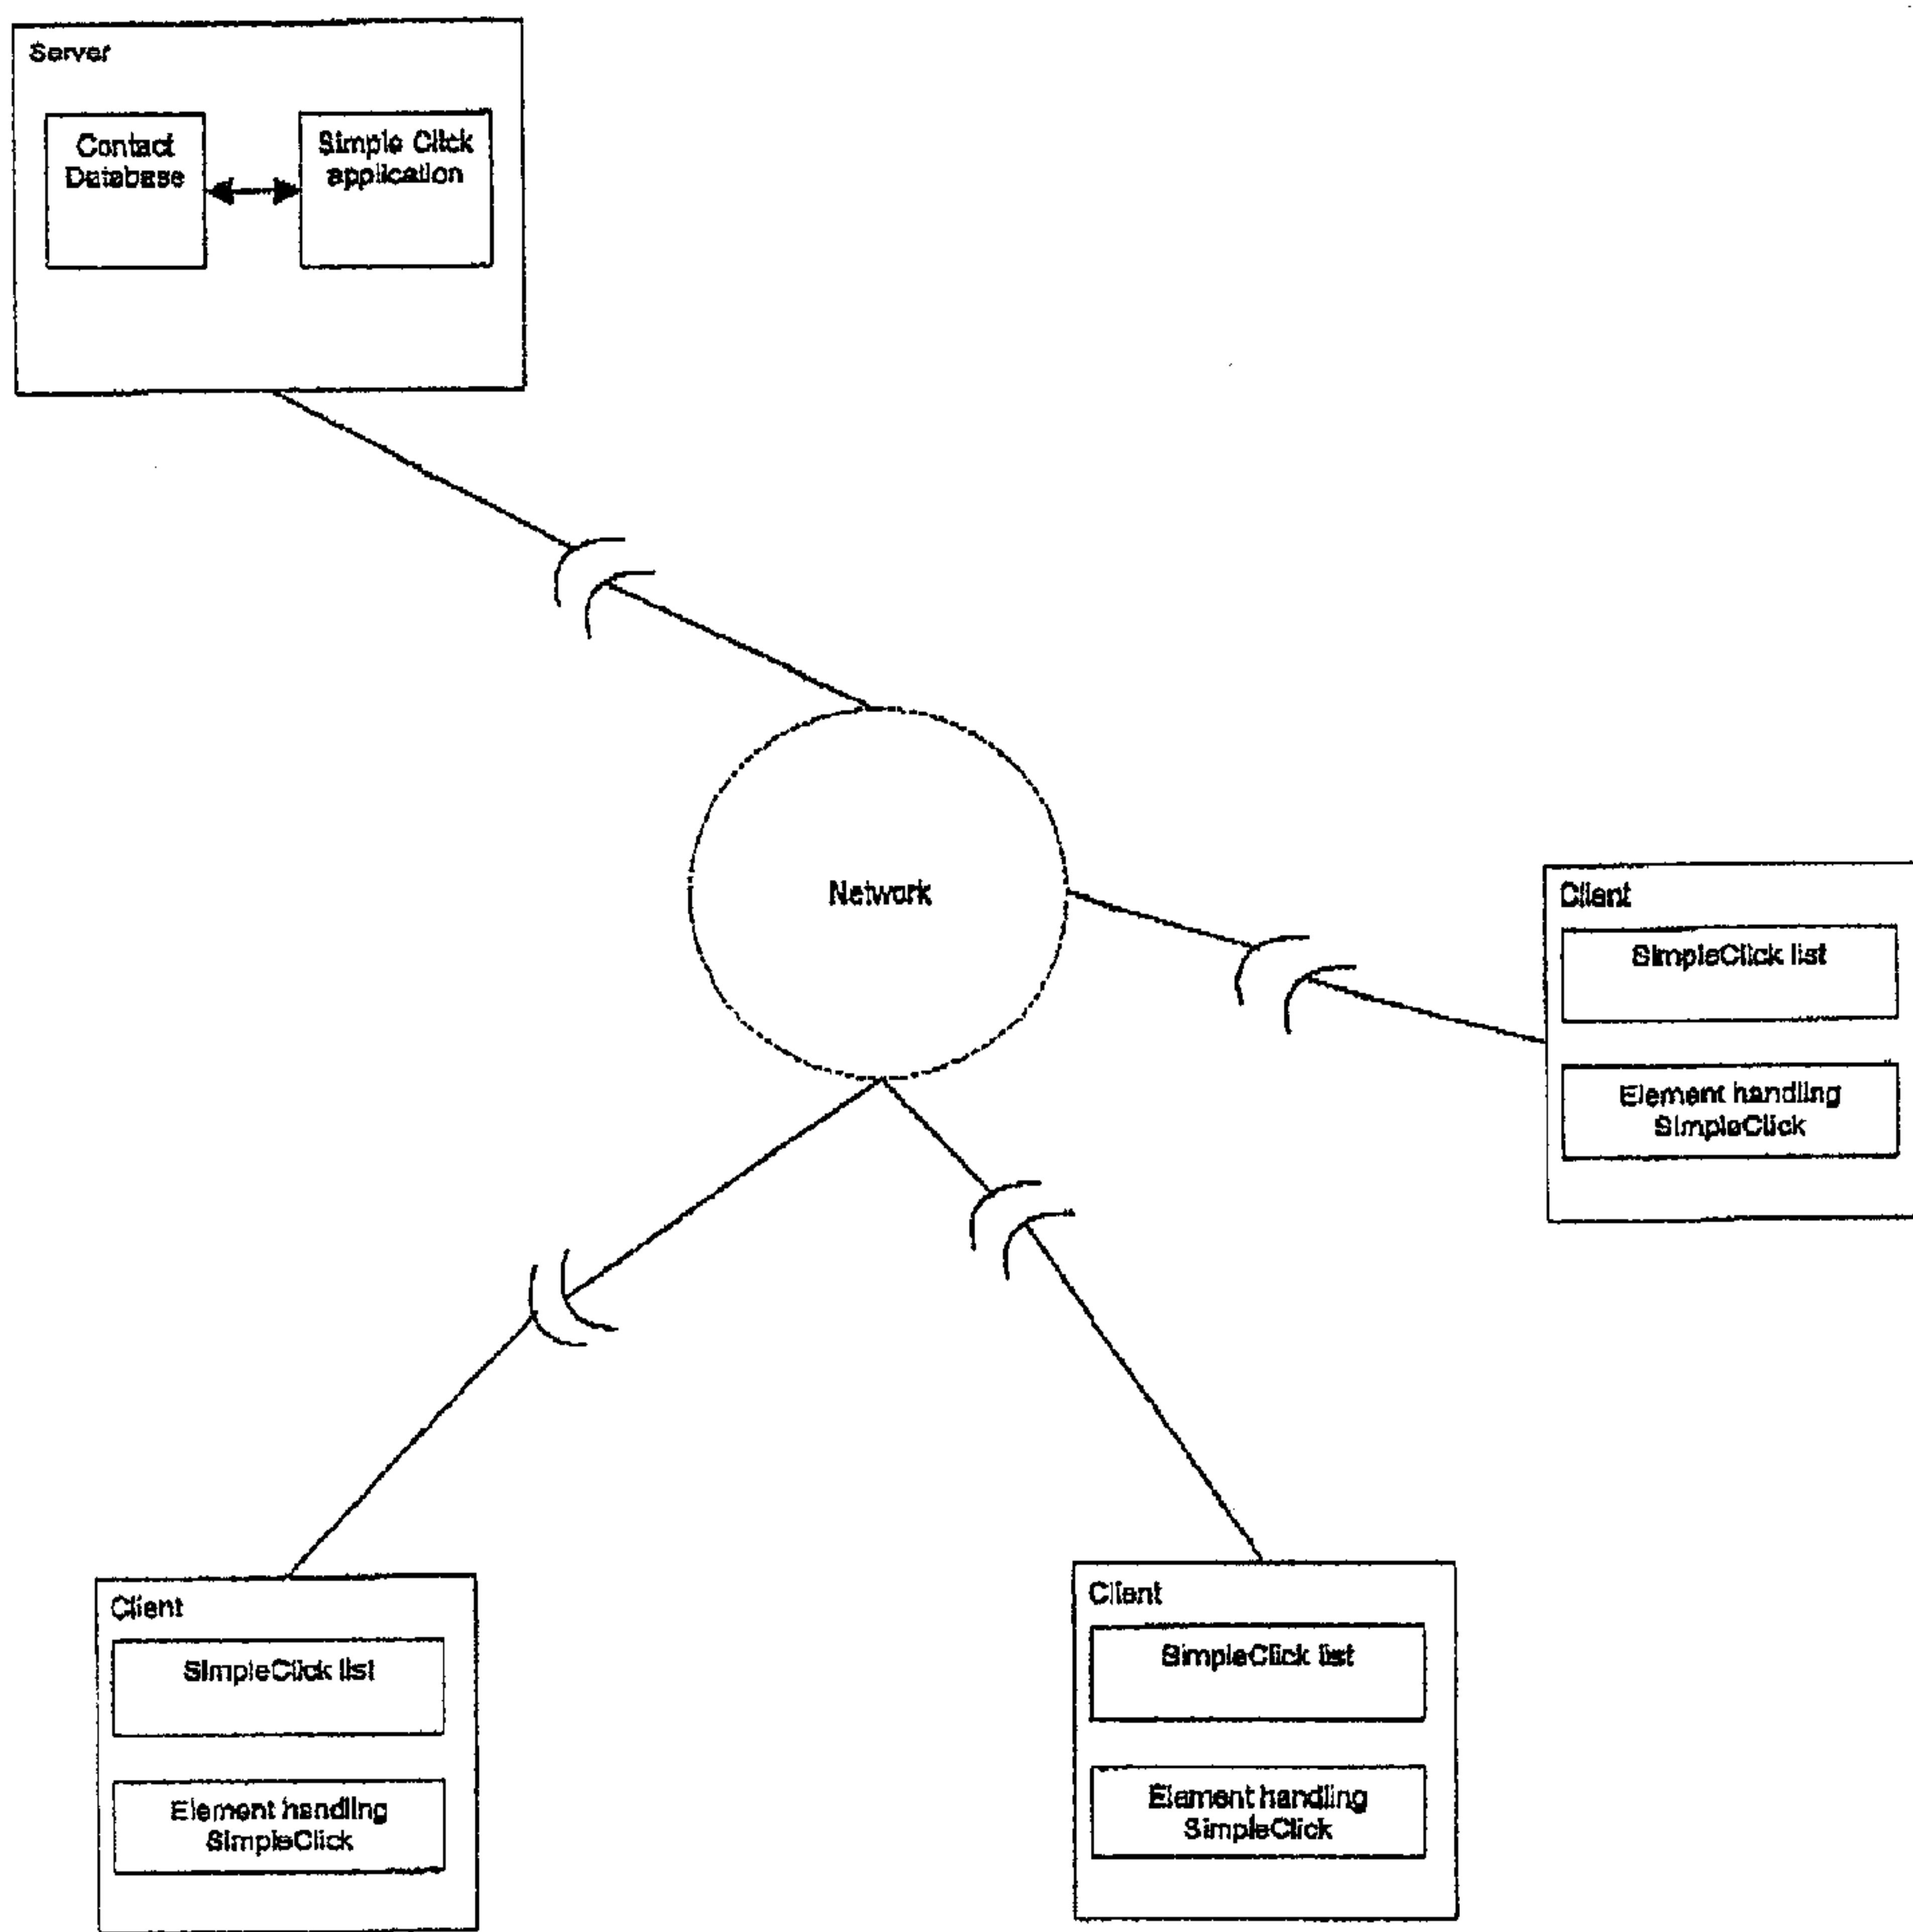 Server
Contact
Database
Simple Click
application
Network
Client
SimpleClick list
Element handling
SimpleClick
Client
SimpleClick list
Element handling
SimpleClick
Client
SimpleClick list
Element handling
SimpleClick